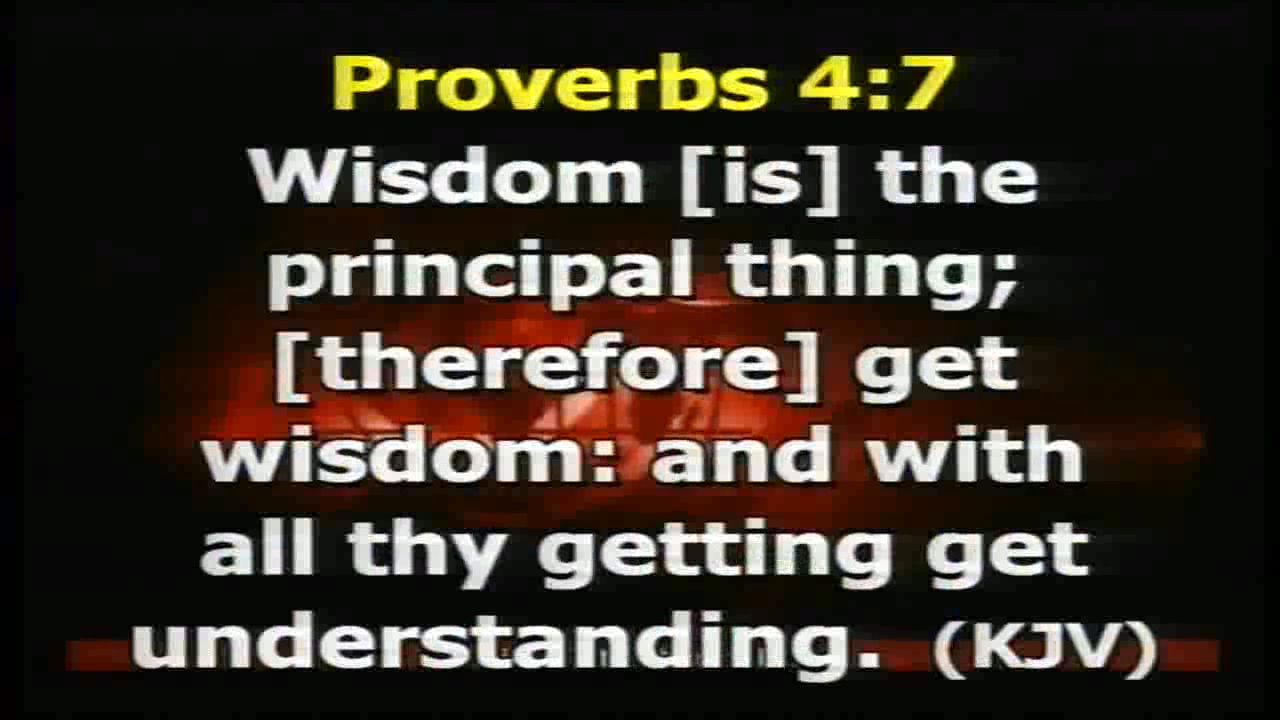 Proverbs 4:7
Wisdom [is] the
principal thing;
[therefore] get
wisdom: and with
all thy getting get
understanding. (KJV)